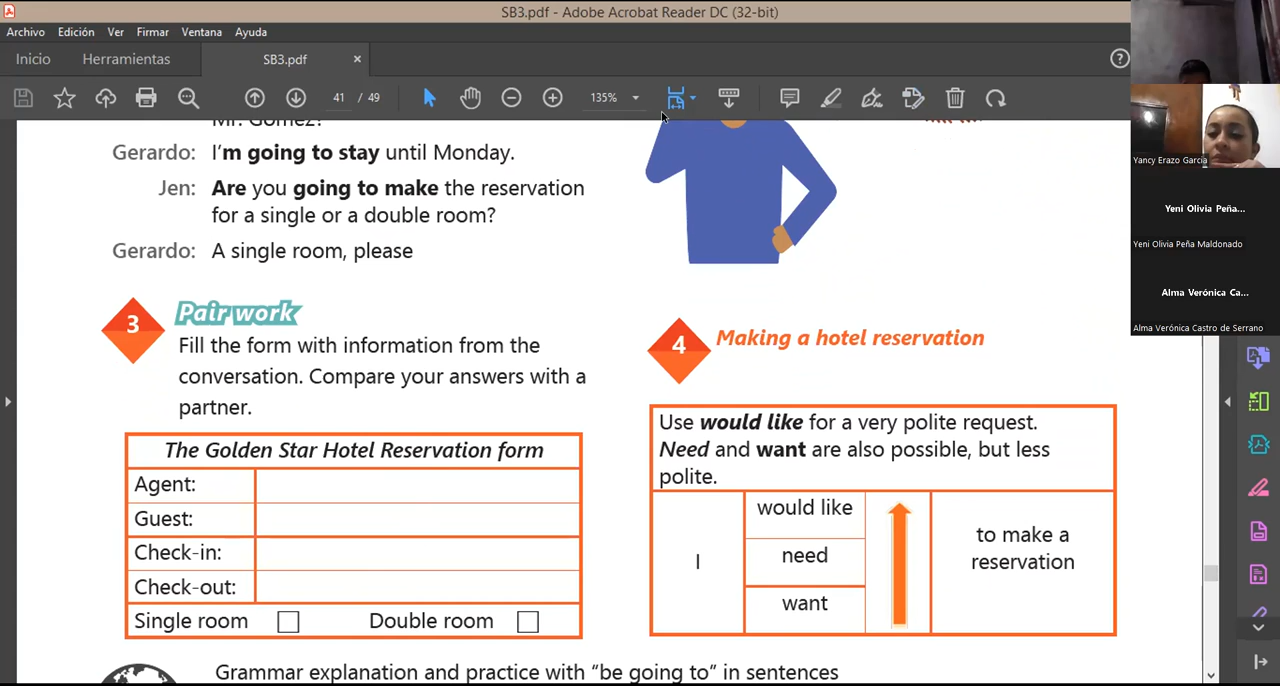 SB3.pdf - Adobe Acrobat Reader DC (32-bit)
Archivo Edición Ver Firmar Ventana Ayuda
Inicio Herramientas SB3.pdf ×
41 / 49 135%
Mr. Gómez?
Gerardo: I'm going to stay until Monday.
Jen: Are you going to make the reservation
for a single or a double room?
Gerardo: A single room, please
3 Pair work
Fill the form with information from the
conversation. Compare your answers with a
partner.
The Golden Star Hotel Reservation form
Agent:
Guest:
Check-in:
Check-out:
Single room Double room
4 Making a hotel reservation
Use would like for a very polite request.
Need and want are also possible, but less
polite.
I
would like
need
want
to make a
reservation
Grammar explanation and practice with “be going to” in sentences
Yancy Erazo García
Yeni Olivia Peña...
Yeni Olivia Peña Maldonado
Alma Verónica Ca...
Alma Verónica Castro de Serrano